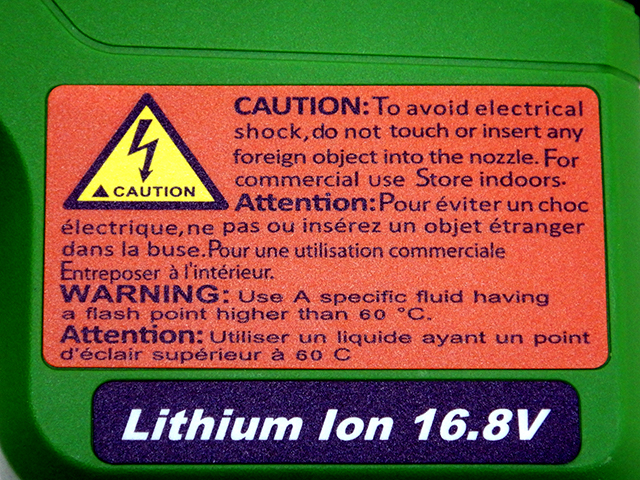 CAUTION: To avoid electrical
shock, do not touch or insert any
foreign object into the nozzle. For
commercial use Store indoors.
CAUTION
Attention: Pour éviter un choc
électrique, ne pas ou insérez un objet étranger
dans la buse. Pour une utilisation commerciale
Entreposer à l'intérieur.
WARNING: Use A specific fluid having
a flash point higher than 60 °C.
Attention: Utiliser un liquide ayant un point
d'éclair supérieur à 60 C
Lithium Ion 16.8V